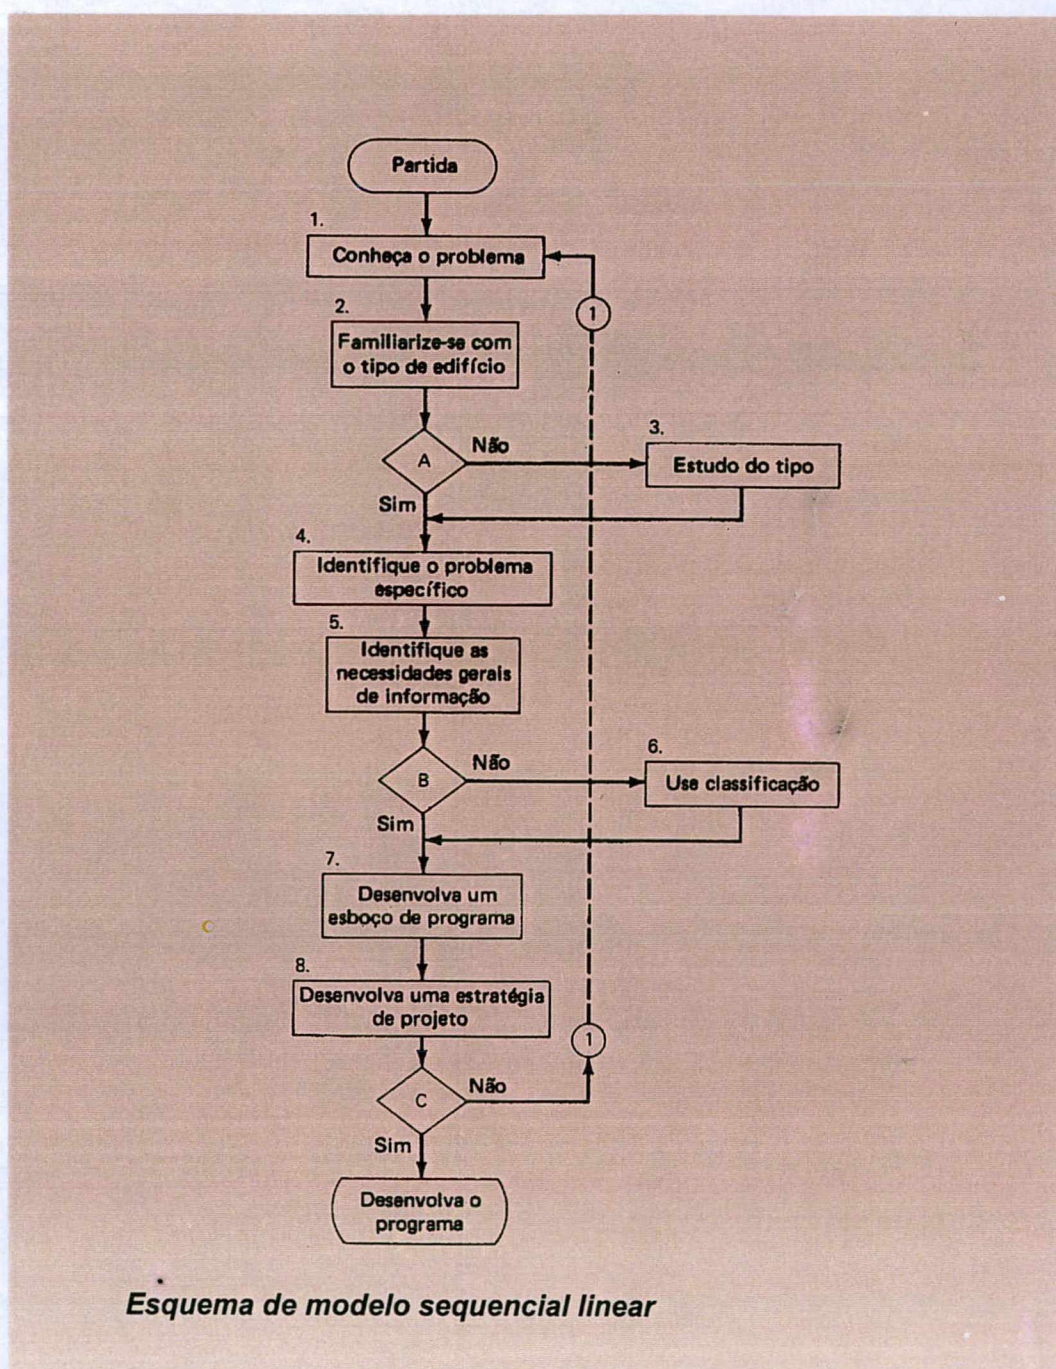 Partida
1.
Conheça o problema
1
2.
Familiarize-se com
o tipo de edifício
A
Não
3.
Estudo do tipo
Sim
4.
Identifique o problema
específico
5.
Identifique as
necessidades gerais
de informação
B
Não
6.
Use classificação
Sim
7.
Desenvolva um
esboço de programa
8.
Desenvolva uma estratégia
de projeto
1
C
Não
Sim
Desenvolva o
programa
Esquema de modelo sequencial linear